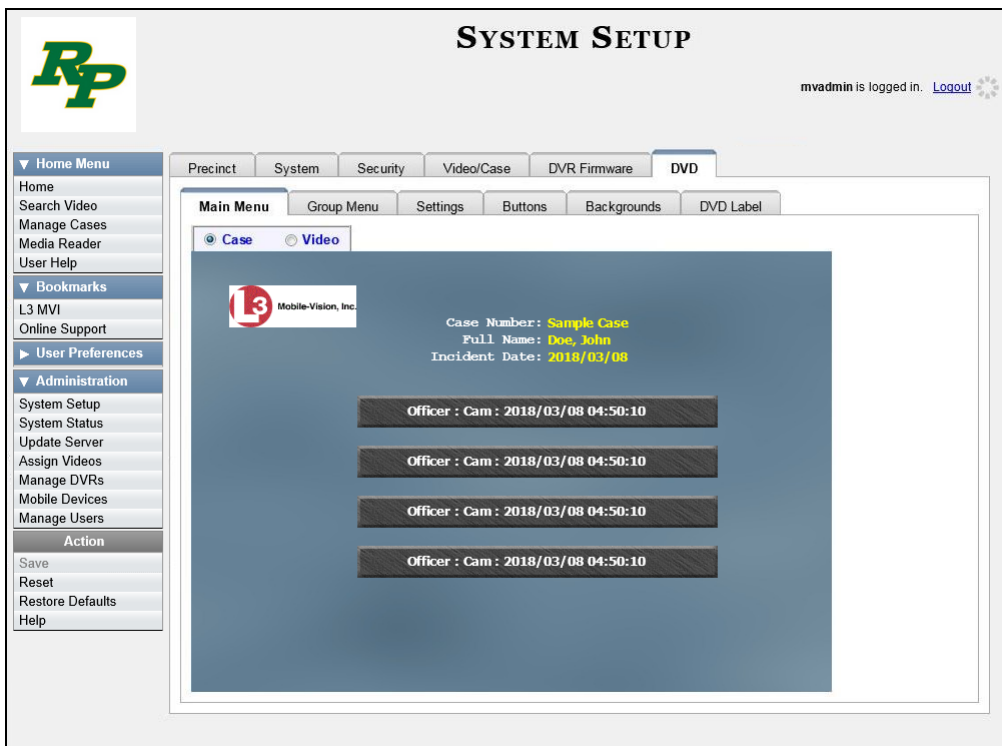 RP
SYSTEM SETUP
mvadmin is logged in. Logout
Home Menu
Home
Search Video
Manage Cases
Media Reader
User Help
Bookmarks
L3 MVI
Online Support
User Preferences
Administration
System Setup
System Status
Update Server
Assign Videos
Manage DVRs
Mobile Devices
Manage Users
Action
Save
Reset
Restore Defaults
Help
Precinct System Security Video/Case DVR Firmware DVD
Main Menu Group Menu Settings Buttons Backgrounds DVD Label
Case Video
L3 Mobile-Vision, Inc.
Case Number: Sample Case
Full Name: Doe, John
Incident Date: 2018/03/08
Officer : Cam : 2018/03/08 04:50:10
Officer : Cam : 2018/03/08 04:50:10
Officer : Cam : 2018/03/08 04:50:10
Officer : Cam : 2018/03/08 04:50:10